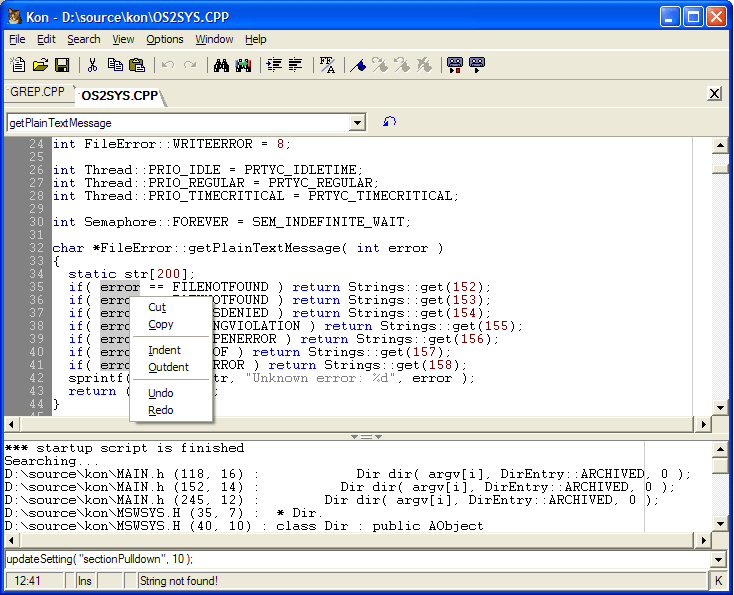 Kon - D:\source\kon\OS2SYS.CPP
File Edit Search View Options Window Help
GREP.CPP OS2SYS.CPP
getPlainTextMessage
24 int FileError::WRITEERROR = 8;
25
26 int Thread::PRIO_IDLE = PRTYC_IDLETIME;
27 int Thread::PRIO_REGULAR = PRTYC_REGULAR;
28 int Thread::PRIO_TIMECRITICAL = PRTYC_TIMECRITICAL;
29
30 int Semaphore::FOREVER = SEM_INDEFINITE_WAIT;
31
32 char *FileError::getPlainTextMessage( int error )
33 {
34 static str[200];
35 if( error == FILENOTFOUND ) return Strings::get(152);
36 if( erro NOTFOUND ) return Strings::get(153);
37 if( erro SDENIED ) return Strings::get(154);
38 if( erro NGVIOLATION ) return Strings::get(155);
39 if( erro PENERROR ) return Strings::get(156);
40 if( erro OF ) return Strings::get(157);
41 if( erro RROR ) return Strings::get(158);
42 sprintf( tr, "Unknown error: %d", error );
43 return ( ;
44 }
Cut
Copy
Indent
Outdent
Undo
Redo
*** startup script is finished
Searching...
D:\source\kon\MAIN.h (118, 16) : Dir dir( argv[i], DirEntry::ARCHIVED, 0 );
D:\source\kon\MAIN.h (152, 14) : Dir dir( argv[i], DirEntry::ARCHIVED, 0 );
D:\source\kon\MAIN.h (245, 12) : Dir dir( argv[i], DirEntry::ARCHIVED, 0 );
D:\source\kon\MSWSYS.H (35, 7) : * Dir.
D:\source\kon\MSWSYS.H (40, 10) : class Dir : public AObject
updateSetting( "sectionPulldown", 10 );
12:41 Ins String not found! K